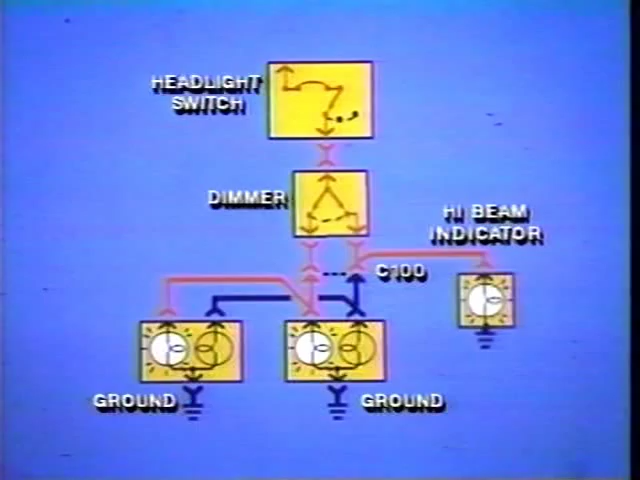 HEADLIGHT
SWITCH
DIMMER
HI BEAM
INDICATOR
C100
GROUND
GROUND